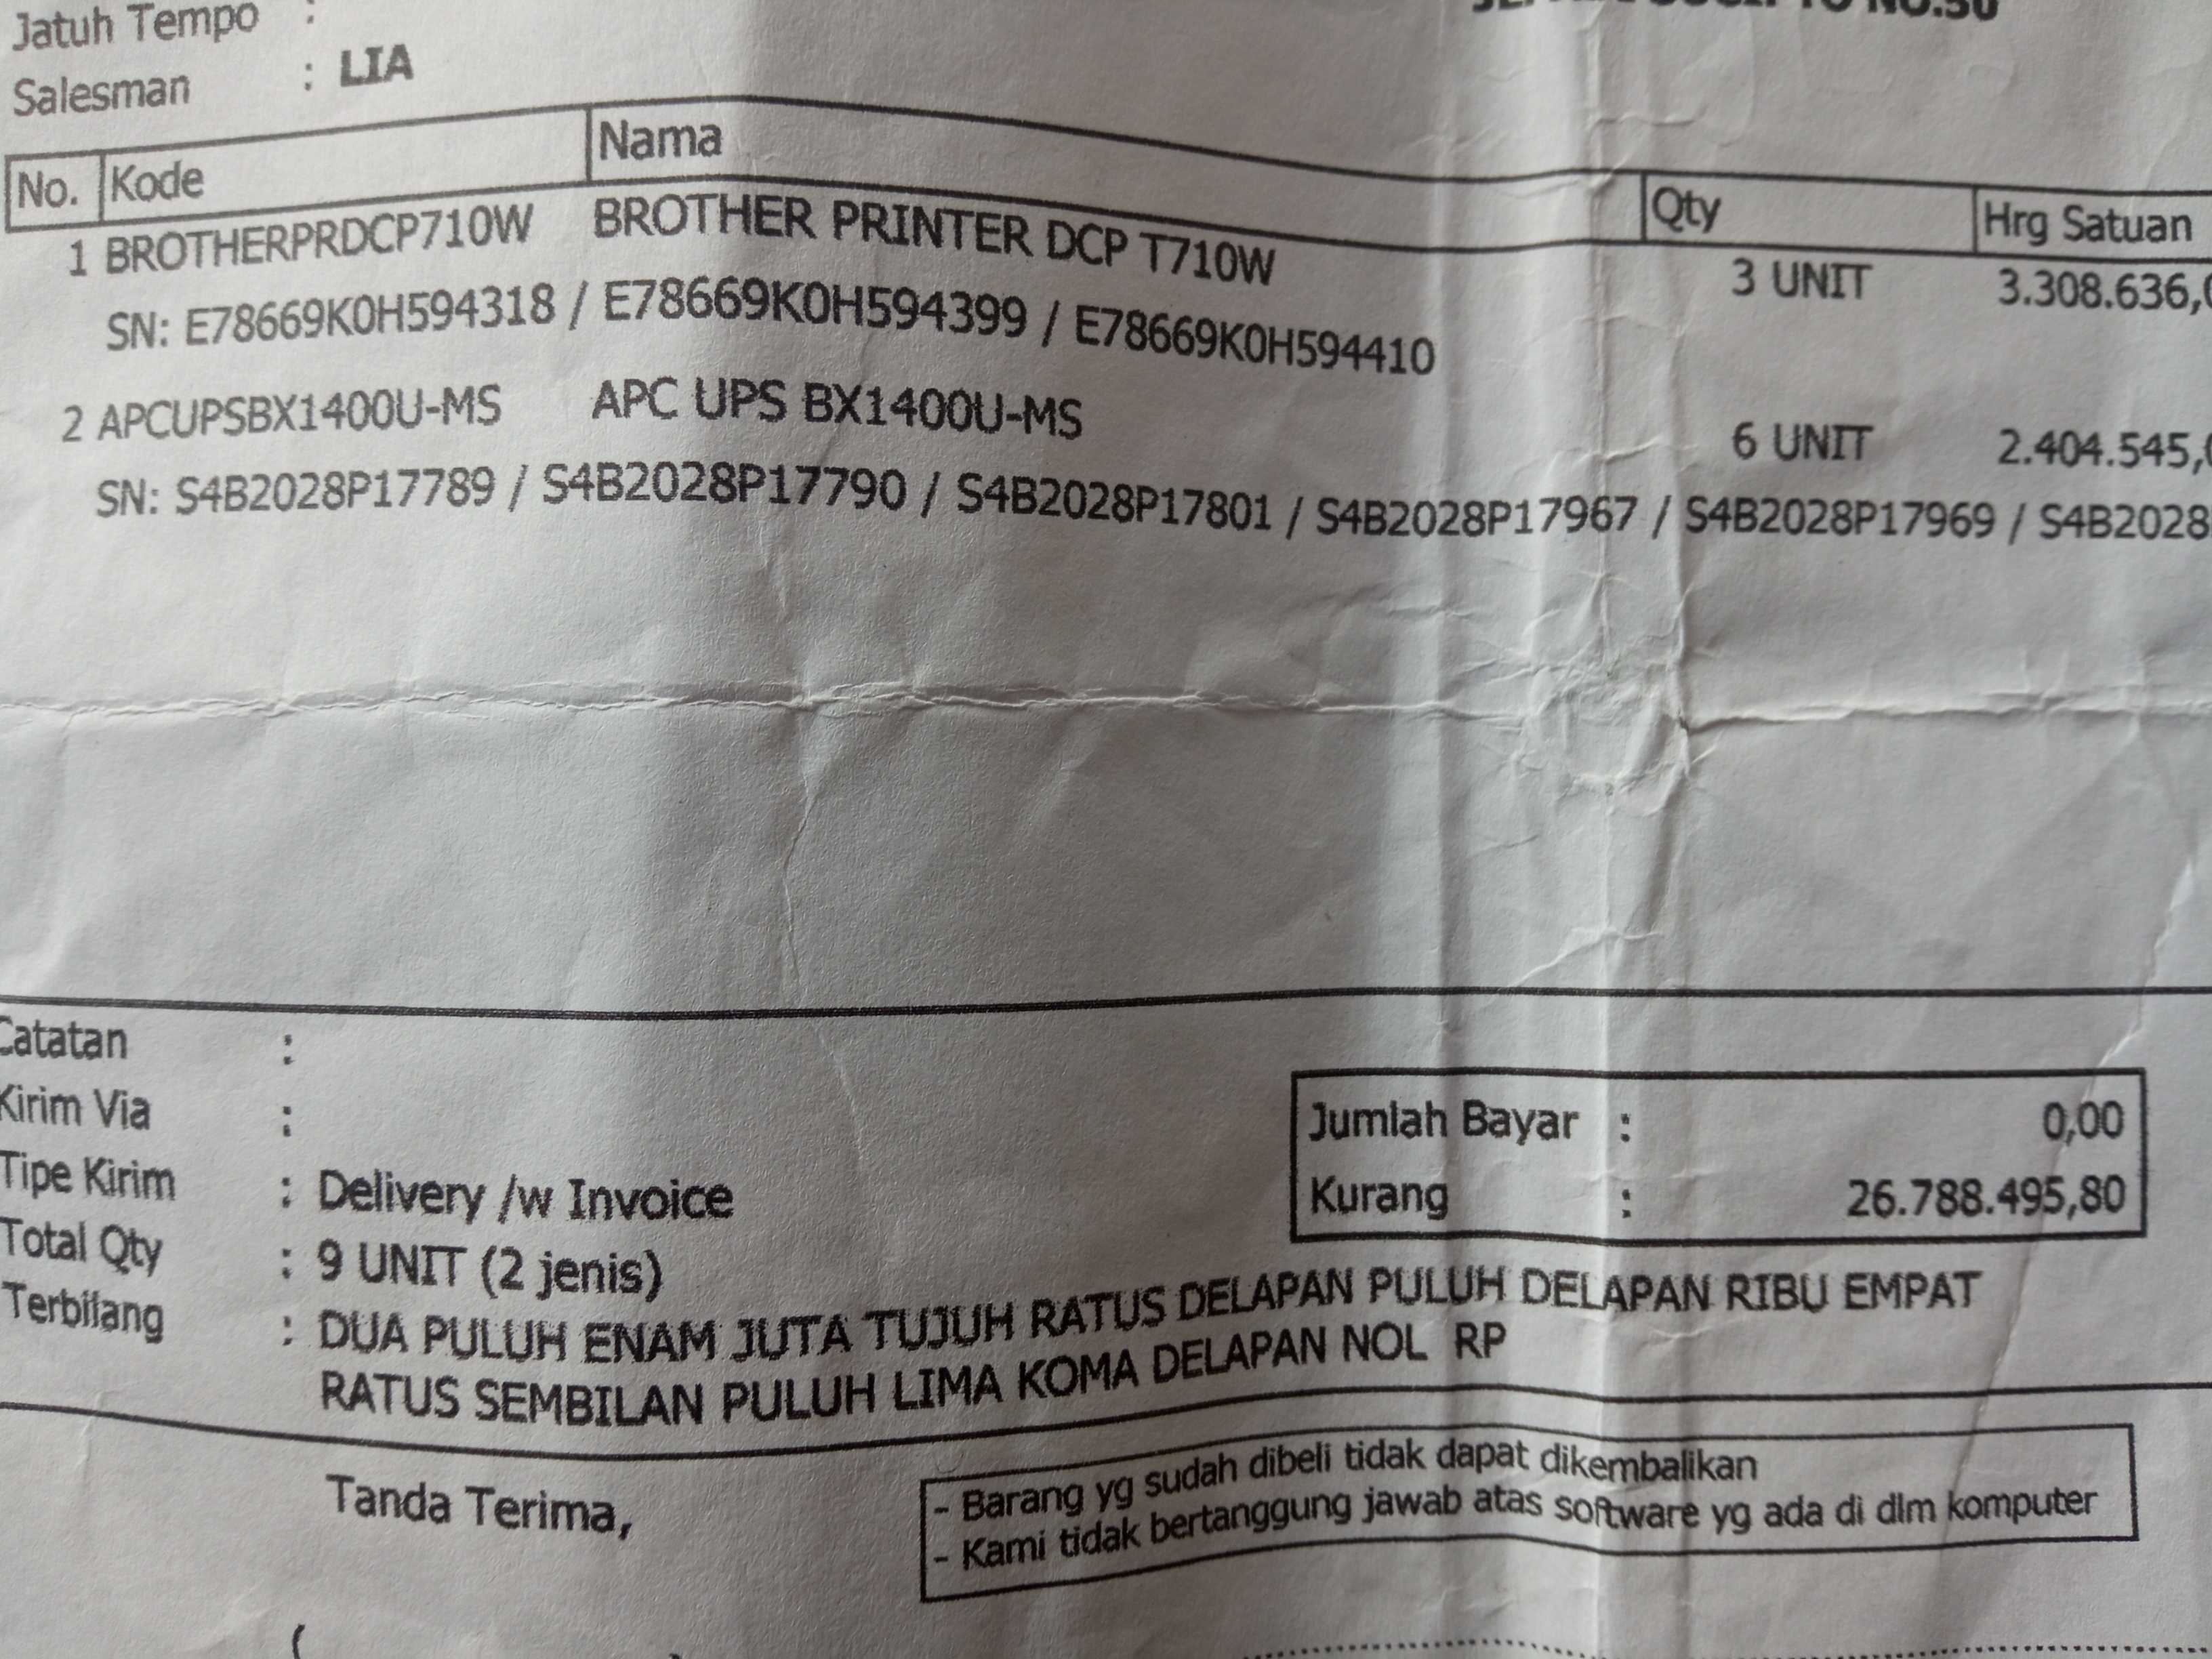 Jatuh Tempo :
NO.50
Salesman : LIA
No. Kode Nama Qty Hrg Satuan
1 BROTHERPRDCP710W BROTHER PRINTER DCP T710W 3 UNIT 3.308.636,
SN: E78669K0H594318 / E78669K0H594399 / E78669K0H594410
2 APCUPSBX1400U-MS APC UPS BX1400U-MS 6 UNIT 2.404.545,
SN: S4B2028P17789 / S4B2028P17790 / S4B2028P17801 / S4B2028P17967 / S4B2028P17969 / S4B2028
Catatan :
Kirim Via :
Tipe Kirim : Delivery /w Invoice
Total Qty : 9 UNIT (2 jenis)
Jumlah Bayar : 0,00
Kurang : 26.788.495,80
Terbilang : DUA PULUH ENAM JUTA TUJUH RATUS DELAPAN PULUH DELAPAN RIBU EMPAT
RATUS SEMBILAN PULUH LIMA KOMA DELAPAN NOL RP
Tanda Terima,
- Barang yg sudah dibeli tidak dapat dikembalikan
- Kami tidak bertanggung jawab atas software yg ada di dlm komputer
(